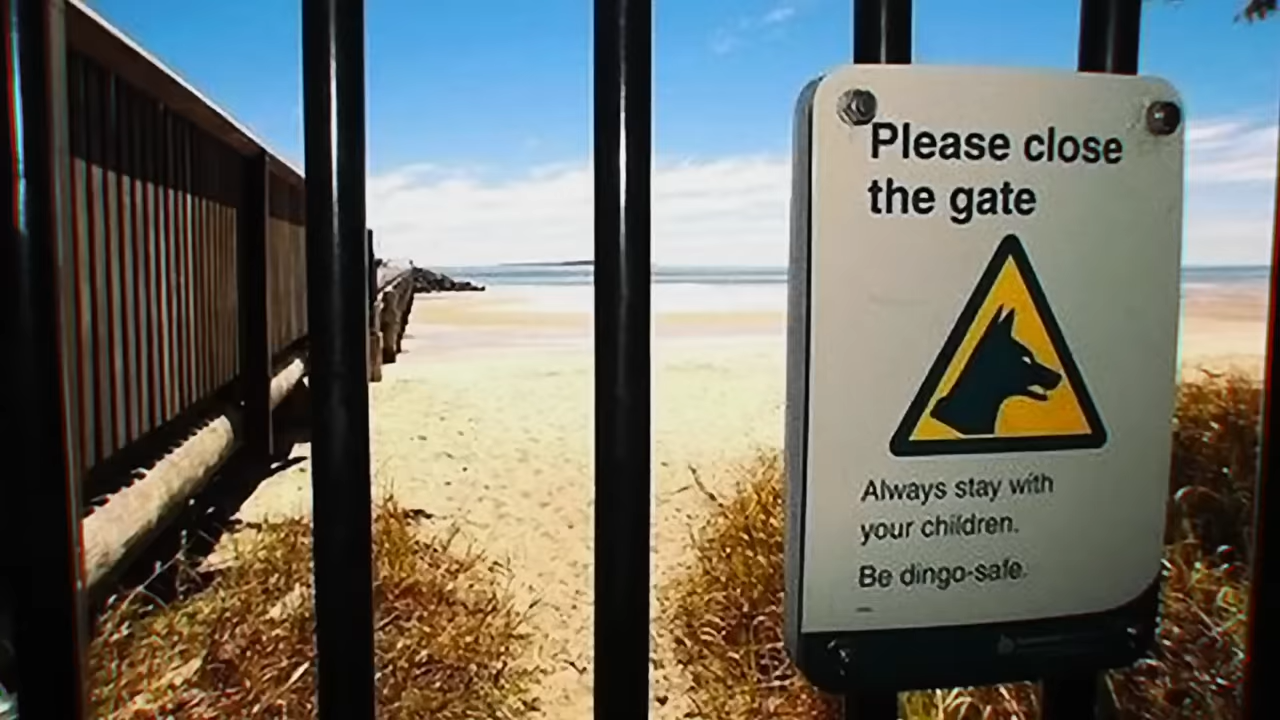 Please close
the gate
Always stay with
your children.
Be dingo-safe.